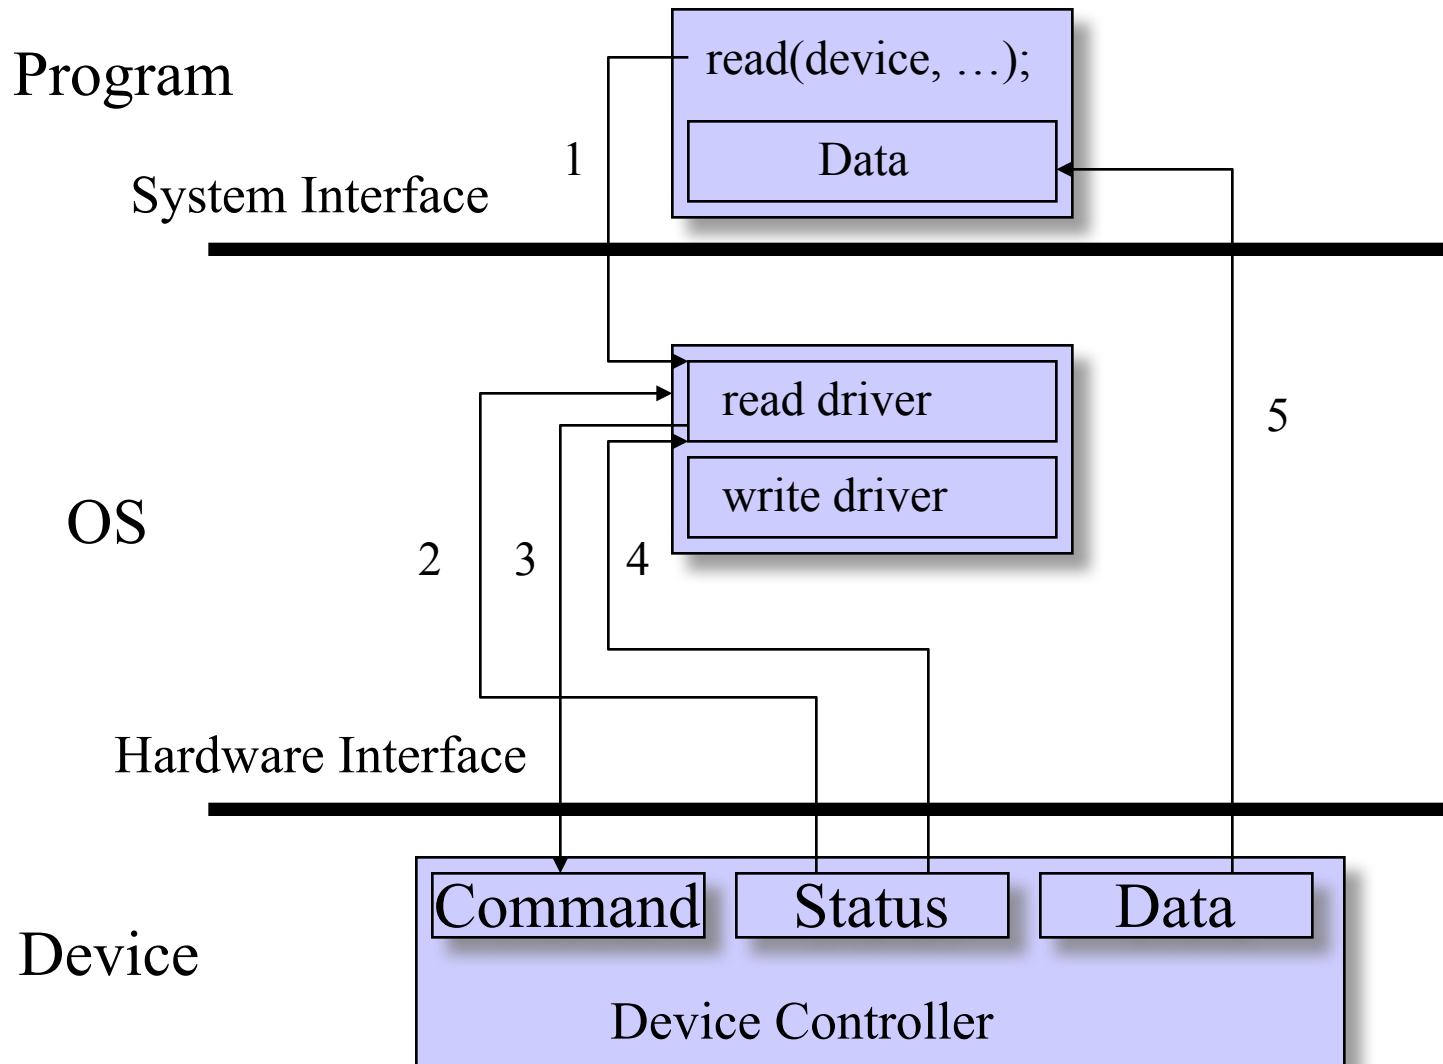 read(device, …);
Program
1
Data
System Interface
read driver
5
write driver
OS
2
3
4
Hardware Interface
Command
Status
Data
Device
Device Controller